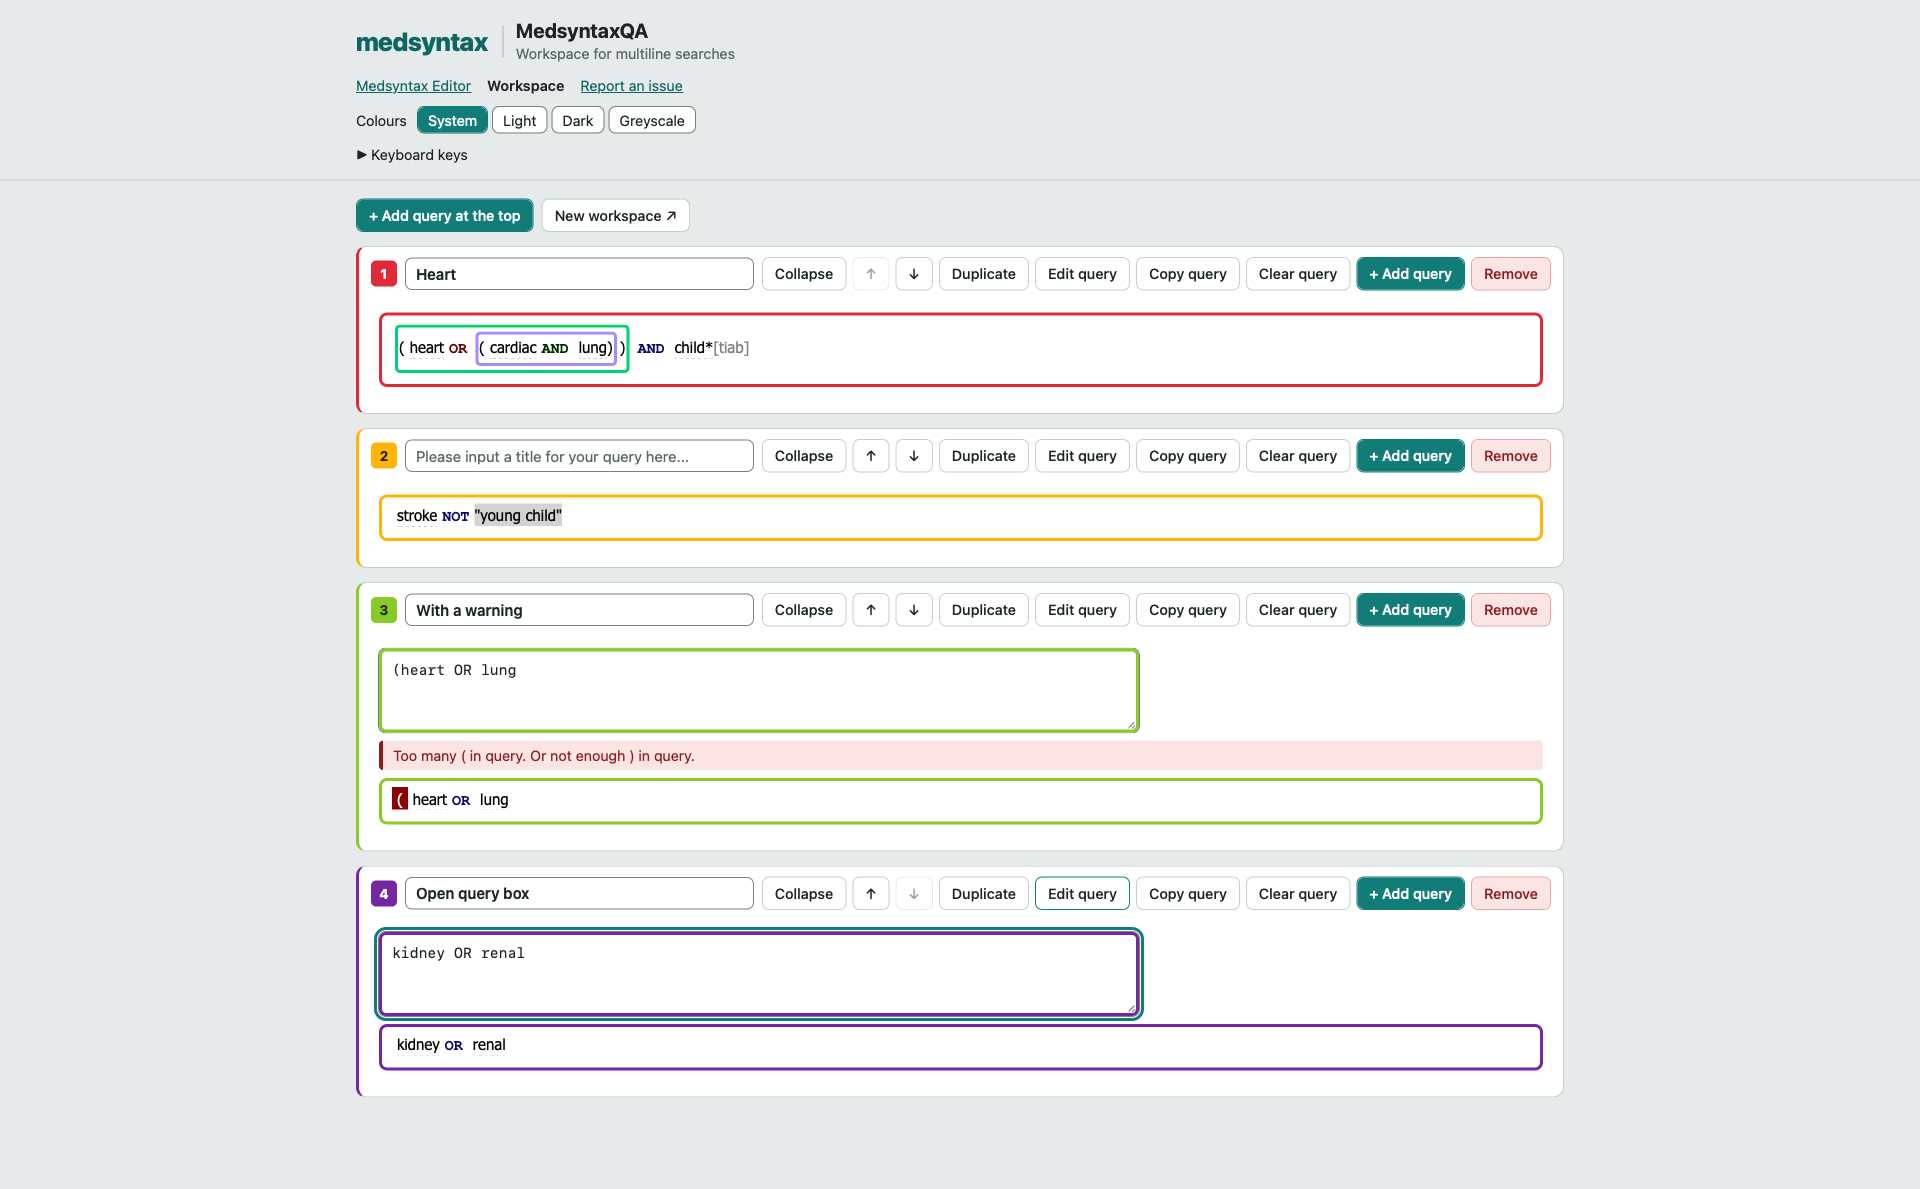 medsyntax
MedsyntaxQA
Workspace for multiline searches
Medsyntax Editor Workspace Report an issue
Colours System Light Dark Greyscale
▶ Keyboard keys
+ Add query at the top New workspace ↗
1 Heart Collapse ↑ ↓ Duplicate Edit query Copy query Clear query + Add query Remove
( heart OR ( cardiac AND lung) ) AND child*[tiab]
2 Please input a title for your query here... Collapse ↑ ↓ Duplicate Edit query Copy query Clear query + Add query Remove
stroke NOT "young child"
3 With a warning Collapse ↑ ↓ Duplicate Edit query Copy query Clear query + Add query Remove
(heart OR lung
Too many ( in query. Or not enough ) in query.
( heart OR lung
4 Open query box Collapse ↑ ↓ Duplicate Edit query Copy query Clear query + Add query Remove
kidney OR renal
kidney OR renal